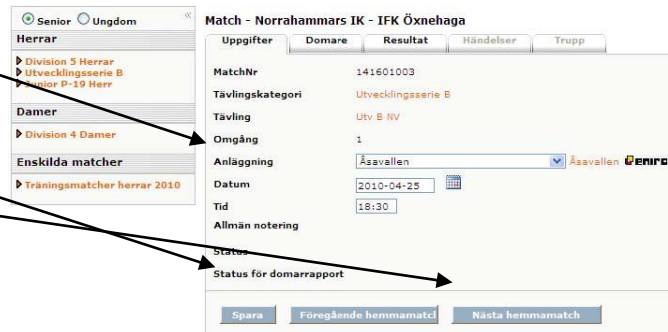 Senior Ungdom «
Herrar
Division 5 Herrar
Utvecklingsserie B
Junior P-19 Herr
Damer
Division 4 Damer
Enskilda matcher
Träningsmatcher herrar 2010
Match - Norrahammars IK - IFK Öxnehaga
Uppgifter Domare Resultat Händelser Trupp
MatchNr 141601003
Tävlingskategori Utvecklingsserie B
Tävling Utv B NV
Omgång 1
Anläggning Åsavallen Åsavallen eniro
Datum 2010-04-25
Tid 18:30
Allmän notering
Status
Status för domarrapport
Spara Föregående hemmamatcl Nästa hemmamatch